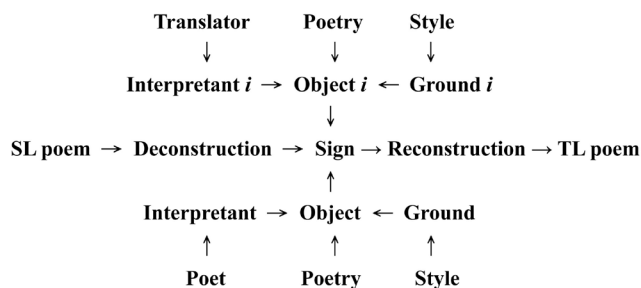 Translator Poetry Style
↓ ↓ ↓
Interpretant i → Object i ← Ground i
↓
SL poem → Deconstruction → Sign → Reconstruction → TL poem
↑
Interpretant → Object ← Ground
↑ ↑ ↑
Poet Poetry Style